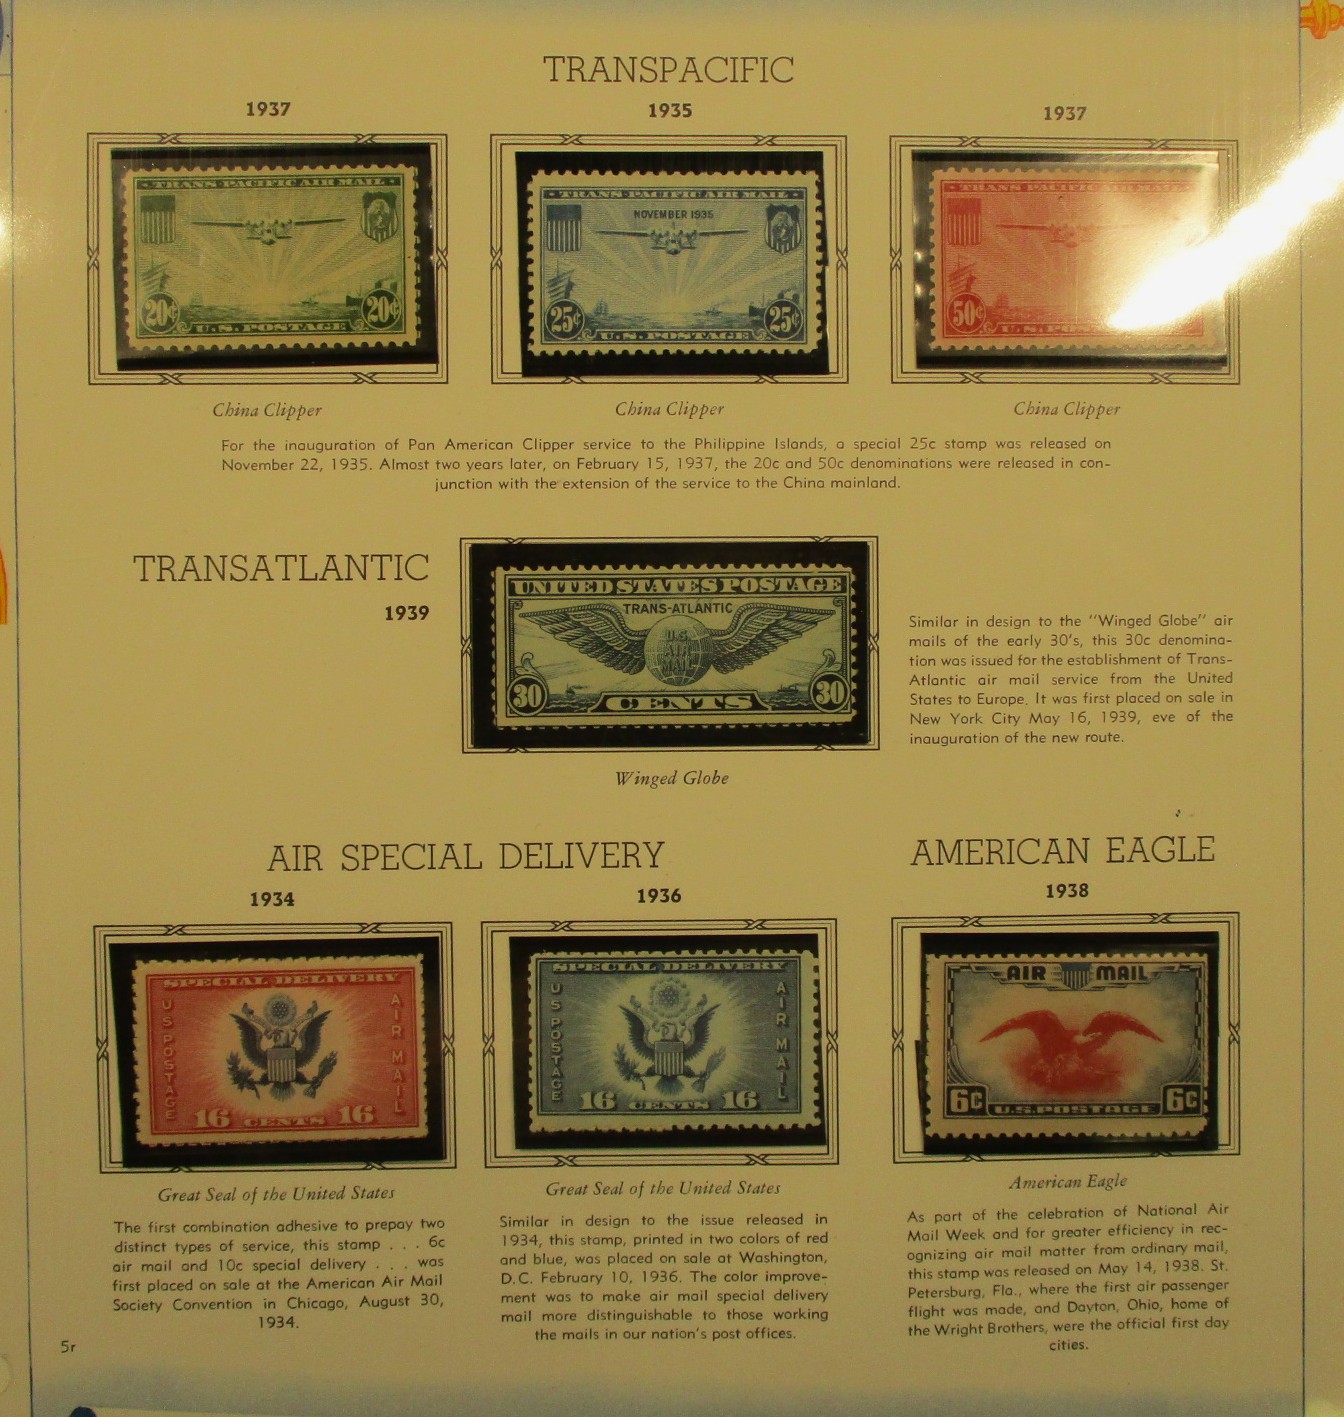 TRANSPACIFIC
1937
1935
1937
TRANS-PACIFIC AIR MAIL
20¢ 20¢
U.S. POSTAGE
TRANS-PACIFIC AIR MAIL
NOVEMBER 1935
25¢ 25¢
U.S. POSTAGE
TRANS-PACIFIC AIR MA
50¢
U.S. POS
China Clipper
China Clipper
China Clipper
For the inauguration of Pan American Clipper service to the Philippine Islands, a special 25c stamp was released on
November 22, 1935. Almost two years later, on February 15, 1937, the 20c and 50c denominations were released in con-
junction with the extension of the service to the China mainland.
TRANSATLANTIC
1939
UNITED STATES POSTAGE
TRANS-ATLANTIC
U.S.
AIR
MAIL
30 CENTS 30
Winged Globe
Similar in design to the "Winged Globe" air
mails of the early 30's, this 30c denomina-
tion was issued for the establishment of Trans-
Atlantic air mail service from the United
States to Europe. It was first placed on sale in
New York City May 16, 1939, eve of the
inauguration of the new route.
AIR SPECIAL DELIVERY
1934
1936
SPECIAL DELIVERY
US POSTAGE
AIR MAIL
16 CENTS 16
SPECIAL DELIVERY
US POSTAGE
AIR MAIL
16 CENTS 16
Great Seal of the United States
Great Seal of the United States
The first combination adhesive to prepay two
distinct types of service, this stamp . . . 6c
air mail and 10c special delivery . . . was
first placed on sale at the American Air Mail
Society Convention in Chicago, August 30,
1934.
Similar in design to the issue released in
1934, this stamp, printed in two colors of red
and blue, was placed on sale at Washington,
D.C. February 10, 1936. The color improve-
ment was to make air mail special delivery
mail more distinguishable to those working
the mails in our nation's post offices.
AMERICAN EAGLE
1938
AIR MAIL
6¢ U.S. POSTAGE 6¢
American Eagle
As part of the celebration of National Air
Mail Week and for greater efficiency in rec-
ognizing air mail matter from ordinary mail,
this stamp was released on May 14, 1938. St.
Petersburg, Fla., where the first air passenger
flight was made, and Dayton, Ohio, home of
the Wright Brothers, were the official first day
cities.
5r